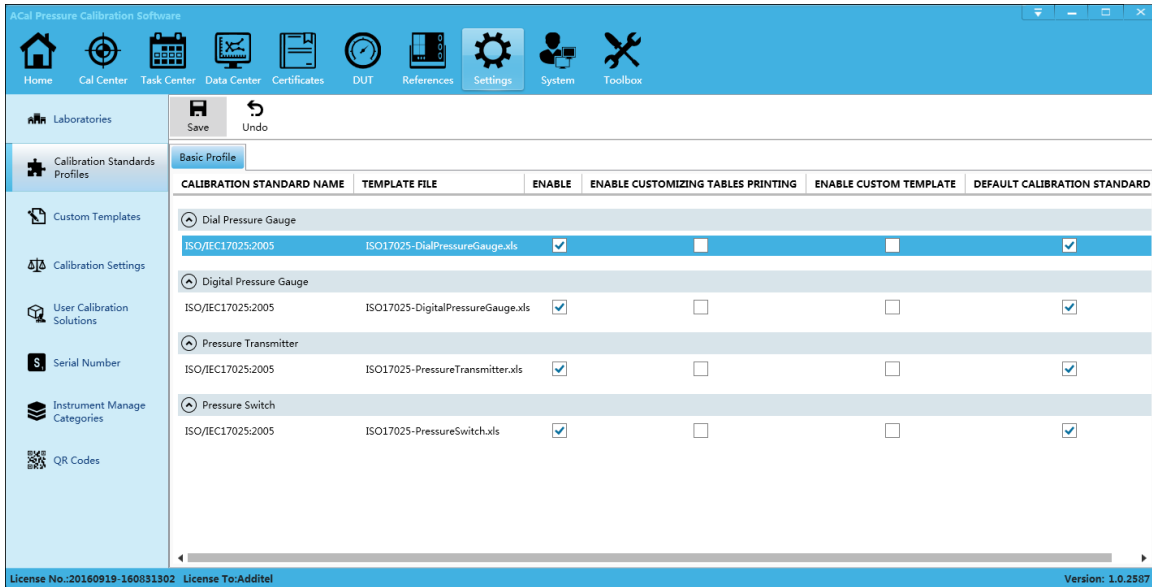 ACal Pressure Calibration Software
Home Cal Center Task Center Data Center Certificates DUT References Settings System Toolbox
Laboratories
Calibration Standards
Profiles
Custom Templates
Calibration Settings
User Calibration
Solutions
S
Serial Number
Instrument Manage
Categories
QR Codes
Save Undo
Basic Profile
CALIBRATION STANDARD NAME TEMPLATE FILE ENABLE ENABLE CUSTOMIZING TABLES PRINTING ENABLE CUSTOM TEMPLATE DEFAULT CALIBRATION STANDARD
Dial Pressure Gauge
ISO/IEC17025:2005 ISO17025-DialPressureGauge.xls
Digital Pressure Gauge
ISO/IEC17025:2005 ISO17025-DigitalPressureGauge.xls
Pressure Transmitter
ISO/IEC17025:2005 ISO17025-PressureTransmitter.xls
Pressure Switch
ISO/IEC17025:2005 ISO17025-PressureSwitch.xls
License No.:20160919-160831302 License To:Additel Version: 1.0.2587